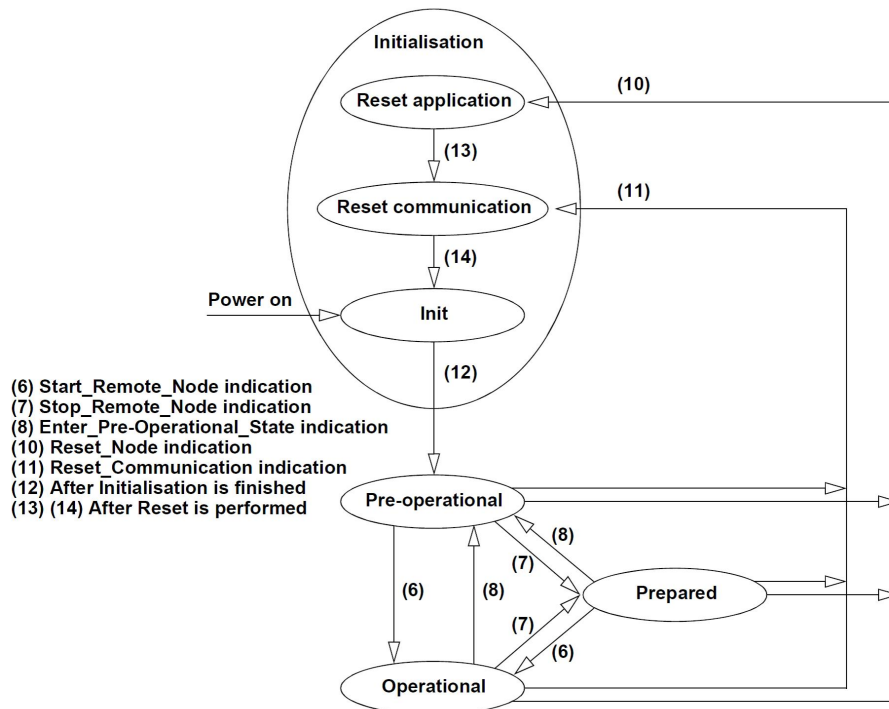 Initialisation
Reset application
(10)
(13)
Reset communication
(11)
(14)
Power on
Init
(12)
(6) Start_Remote_Node indication
(7) Stop_Remote_Node indication
(8) Enter_Pre-Operational_State indication
(10) Reset_Node indication
(11) Reset_Communication indication
(12) After Initialisation is finished
(13) (14) After Reset is performed
Pre-operational
(8)
(7)
(6)
(8)
Prepared
(7)
(6)
Operational